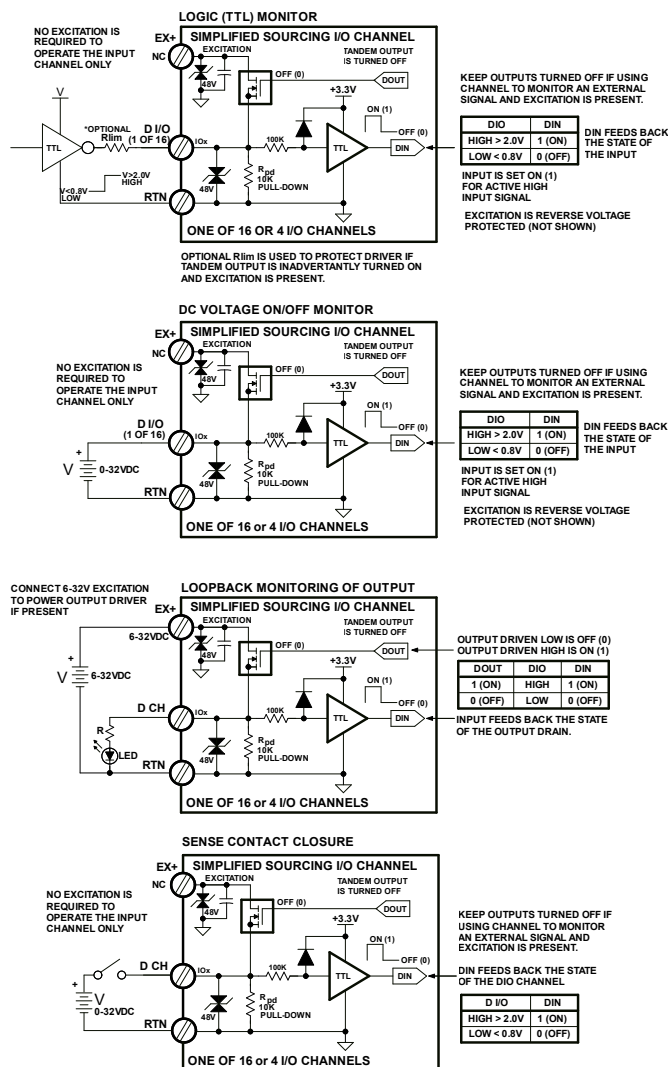 LOGIC (TTL) MONITOR
NO EXCITATION IS
REQUIRED TO
OPERATE THE INPUT
CHANNEL ONLY
EX+
NC
SIMPLIFIED SOURCING I/O CHANNEL
EXCITATION
48V
TANDEM OUTPUT
IS TURNED OFF
OFF (0)
DOUT
+3.3V
ON (1)
OFF (0)
V
TTL
*OPTIONAL
Rlim
D I/O
(1 OF 16)
IOx
100K
TTL
DIN
V>2.0V
HIGH
V<0.8V
LOW
48V
Rpd
10K
PULL-DOWN
RTN
ONE OF 16 OR 4 I/O CHANNELS
OPTIONAL Rlim IS USED TO PROTECT DRIVER IF
TANDEM OUTPUT IS INADVERTANTLY TURNED ON
AND EXCITATION IS PRESENT.
KEEP OUTPUTS TURNED OFF IF USING
CHANNEL TO MONITOR AN EXTERNAL
SIGNAL AND EXCITATION IS PRESENT.
DIO DIN
HIGH > 2.0V 1 (ON)
LOW < 0.8V 0 (OFF)
DIN FEEDS BACK
THE STATE OF
THE INPUT
INPUT IS SET ON (1)
FOR ACTIVE HIGH
INPUT SIGNAL
EXCITATION IS REVERSE VOLTAGE
PROTECTED (NOT SHOWN)
DC VOLTAGE ON/OFF MONITOR
EX+
NC
SIMPLIFIED SOURCING I/O CHANNEL
EXCITATION
48V
TANDEM OUTPUT
IS TURNED OFF
OFF (0)
DOUT
+3.3V
ON (1)
OFF (0)
NO EXCITATION IS
REQUIRED TO
OPERATE THE INPUT
CHANNEL ONLY
D I/O
(1 OF 16)
IOx
100K
TTL
DIN
+
V
0-32VDC
48V
Rpd
10K
PULL-DOWN
RTN
ONE OF 16 or 4 I/O CHANNELS
KEEP OUTPUTS TURNED OFF IF USING
CHANNEL TO MONITOR AN EXTERNAL
SIGNAL AND EXCITATION IS PRESENT.
DIO DIN
HIGH > 2.0V 1 (ON)
LOW < 0.8V 0 (OFF)
DIN FEEDS BACK
THE STATE OF
THE INPUT
INPUT IS SET ON (1)
FOR ACTIVE HIGH
INPUT SIGNAL
EXCITATION IS REVERSE VOLTAGE
PROTECTED (NOT SHOWN)
LOOPBACK MONITORING OF OUTPUT
CONNECT 6-32V EXCITATION
TO POWER OUTPUT DRIVER
IF PRESENT
EX+
6-32VDC
SIMPLIFIED SOURCING I/O CHANNEL
EXCITATION
48V
TANDEM OUTPUT
IS TURNED OFF
OFF (0)
DOUT
+3.3V
ON (1)
OFF (0)
+
V
6-32VDC
D CH
IOx
100K
TTL
DIN
R
LED
48V
Rpd
10K
PULL-DOWN
RTN
ONE OF 16 or 4 I/O CHANNELS
OUTPUT DRIVEN LOW IS OFF (0)
OUTPUT DRIVEN HIGH IS ON (1)
DOUT DIO DIN
1 (ON) HIGH 1 (ON)
0 (OFF) LOW 0 (OFF)
INPUT FEEDS BACK THE STATE
OF THE OUTPUT DRAIN.
SENSE CONTACT CLOSURE
EX+
NC
SIMPLIFIED SOURCING I/O CHANNEL
EXCITATION
48V
TANDEM OUTPUT
IS TURNED OFF
OFF (0)
DOUT
+3.3V
ON (1)
OFF (0)
NO EXCITATION IS
REQUIRED TO
OPERATE THE INPUT
CHANNEL ONLY
D CH
IOx
100K
TTL
DIN
+
V
0-32VDC
48V
Rpd
10K
PULL-DOWN
RTN
ONE OF 16 or 4 I/O CHANNELS
KEEP OUTPUTS TURNED OFF IF
USING CHANNEL TO MONITOR
AN EXTERNAL SIGNAL AND
EXCITATION IS PRESENT.
DIN FEEDS BACK THE STATE
OF THE DIO CHANNEL
D I/O DIN
HIGH > 2.0V 1 (ON)
LOW < 0.8V 0 (OFF)